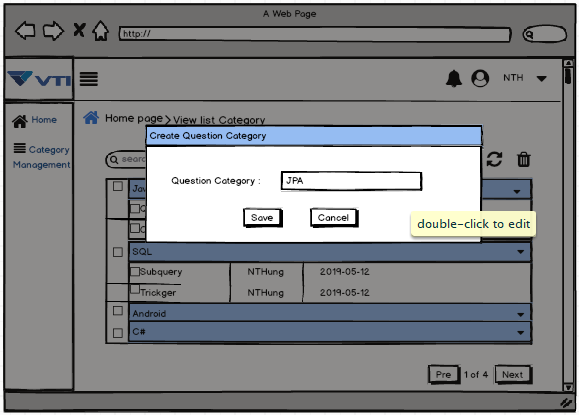 A Web Page
http://
VTI
NTH
Home
Home page > View list Category
Category
Management
Create Question Category
Question Category :
JPA
Save
Cancel
double-click to edit
SQL
Subquery NTHung 2019-05-12
Trickger NTHung 2019-05-12
Android
C#
Pre 1 of 4 Next